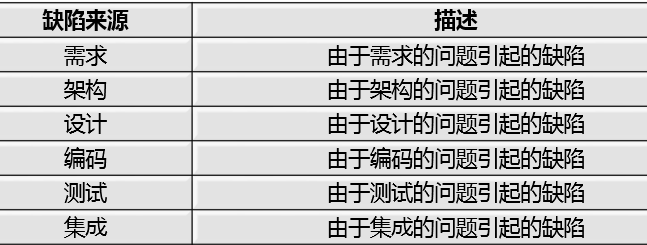 缺陷来源 描述
需求 由于需求的问题引起的缺陷
架构 由于架构的问题引起的缺陷
设计 由于设计的问题引起的缺陷
编码 由于编码的问题引起的缺陷
测试 由于测试的问题引起的缺陷
集成 由于集成的问题引起的缺陷